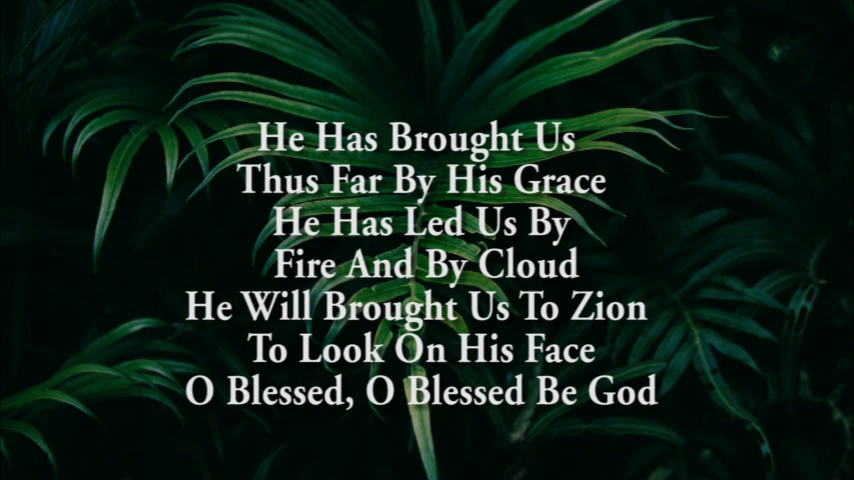 He Has Brought Us
Thus Far By His Grace
He Has Led Us By
Fire And By Cloud
He Will Brought Us To Zion
To Look On His Face
O Blessed, O Blessed Be God